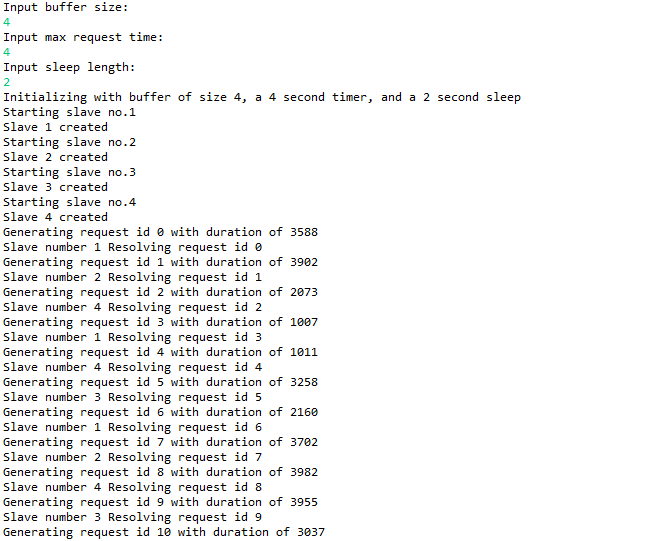 Input buffer size:
4
Input max request time:
4
Input sleep length:
2
Initializing with buffer of size 4, a 4 second timer, and a 2 second sleep
Starting slave no.1
Slave 1 created
Starting slave no.2
Slave 2 created
Starting slave no.3
Slave 3 created
Starting slave no.4
Slave 4 created
Generating request id 0 with duration of 3588
Slave number 1 Resolving request id 0
Generating request id 1 with duration of 3902
Slave number 2 Resolving request id 1
Generating request id 2 with duration of 2073
Slave number 4 Resolving request id 2
Generating request id 3 with duration of 1007
Slave number 1 Resolving request id 3
Generating request id 4 with duration of 1011
Slave number 4 Resolving request id 4
Generating request id 5 with duration of 3258
Slave number 3 Resolving request id 5
Generating request id 6 with duration of 2160
Slave number 1 Resolving request id 6
Generating request id 7 with duration of 3702
Slave number 2 Resolving request id 7
Generating request id 8 with duration of 3982
Slave number 4 Resolving request id 8
Generating request id 9 with duration of 3955
Slave number 3 Resolving request id 9
Generating request id 10 with duration of 3037